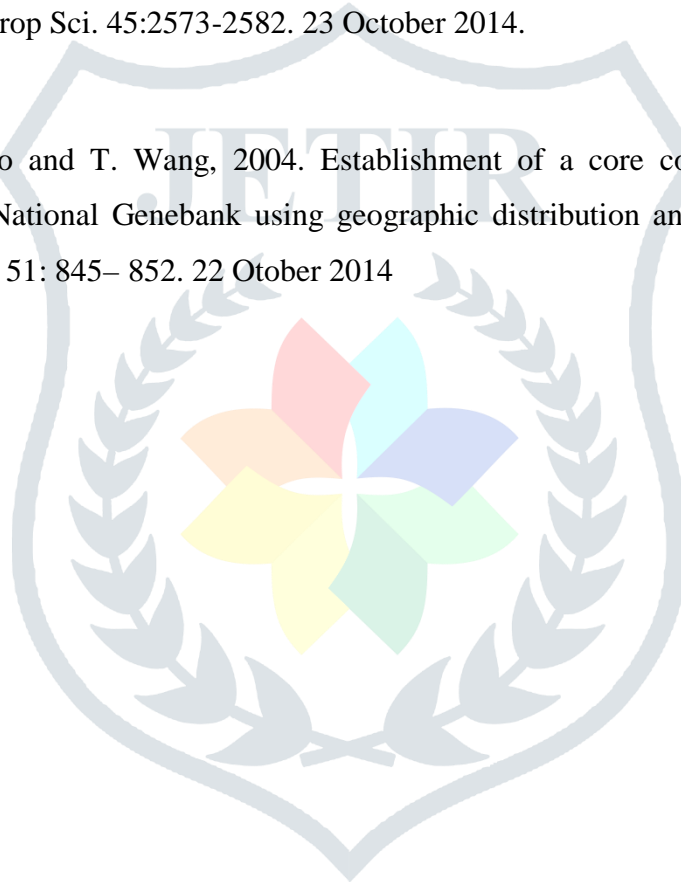 rop Sci. 45:2573-2582. 23 October 2014.
JETIR
o and T. Wang, 2004. Establishment of a core co
National Genebank using geographic distribution an
51: 845– 852. 22 Otober 2014